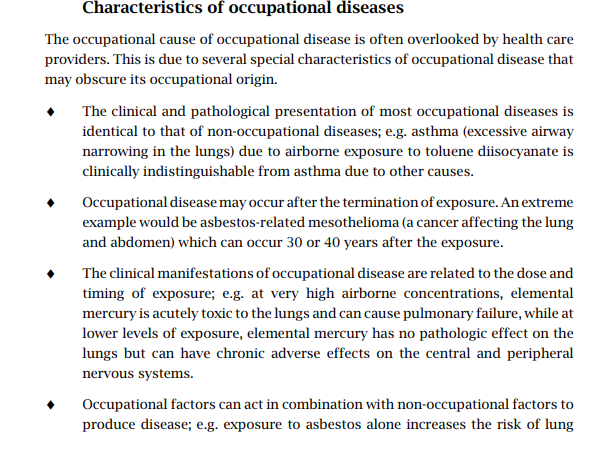 Characteristics of occupational diseases
The occupational cause of occupational disease is often overlooked by health care
providers. This is due to several special characteristics of occupational disease that
may obscure its occupational origin.
♦ The clinical and pathological presentation of most occupational diseases is
identical to that of non-occupational diseases; e.g. asthma (excessive airway
narrowing in the lungs) due to airborne exposure to toluene diisocyanate is
clinically indistinguishable from asthma due to other causes.
♦ Occupational disease may occur after the termination of exposure. An extreme
example would be asbestos-related mesothelioma (a cancer affecting the lung
and abdomen) which can occur 30 or 40 years after the exposure.
♦ The clinical manifestations of occupational disease are related to the dose and
timing of exposure; e.g. at very high airborne concentrations, elemental
mercury is acutely toxic to the lungs and can cause pulmonary failure, while at
lower levels of exposure, elemental mercury has no pathologic effect on the
lungs but can have chronic adverse effects on the central and peripheral
nervous systems.
♦ Occupational factors can act in combination with non-occupational factors to
produce disease; e.g. exposure to asbestos alone increases the risk of lung